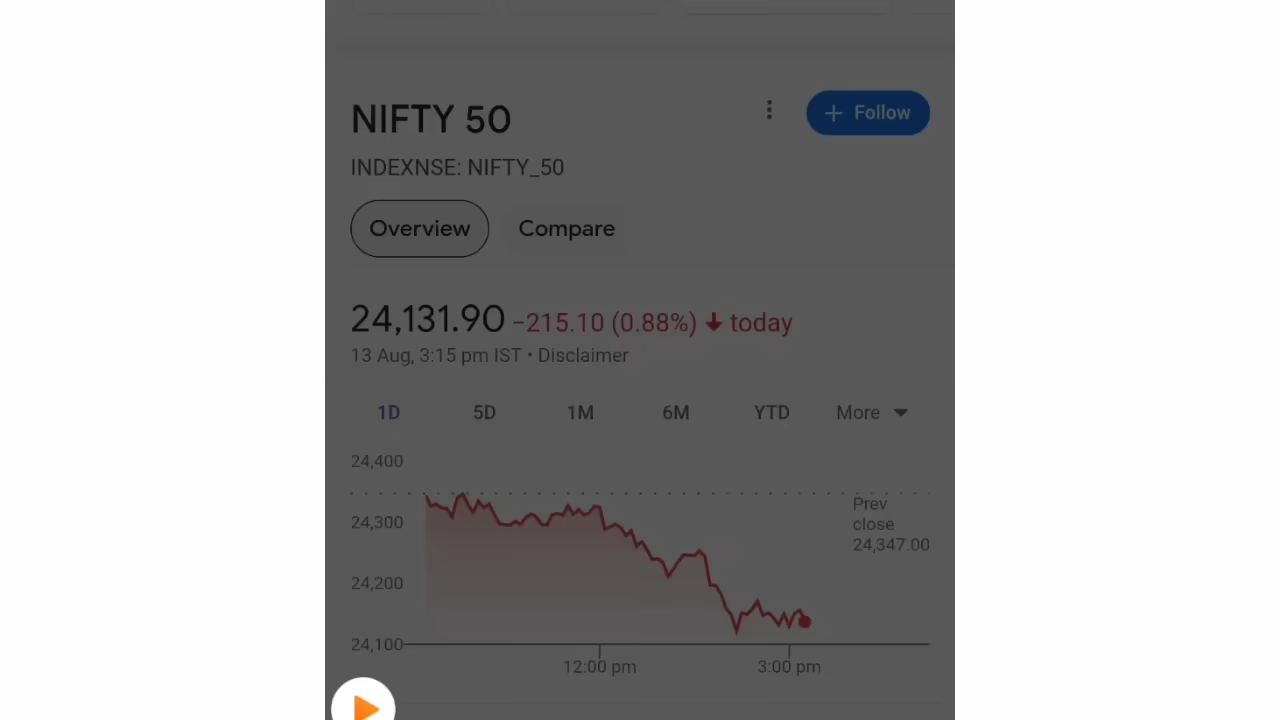 NIFTY 50
+ Follow
INDEXNSE: NIFTY_50
Overview Compare
24,131.90 −215.10 (0.88%) ↓ today
13 Aug, 3:15 pm IST • Disclaimer
1D 5D 1M 6M YTD More
24,400
Prev
close
24,347.00
24,300
24,200
24,100
12:00 pm 3:00 pm